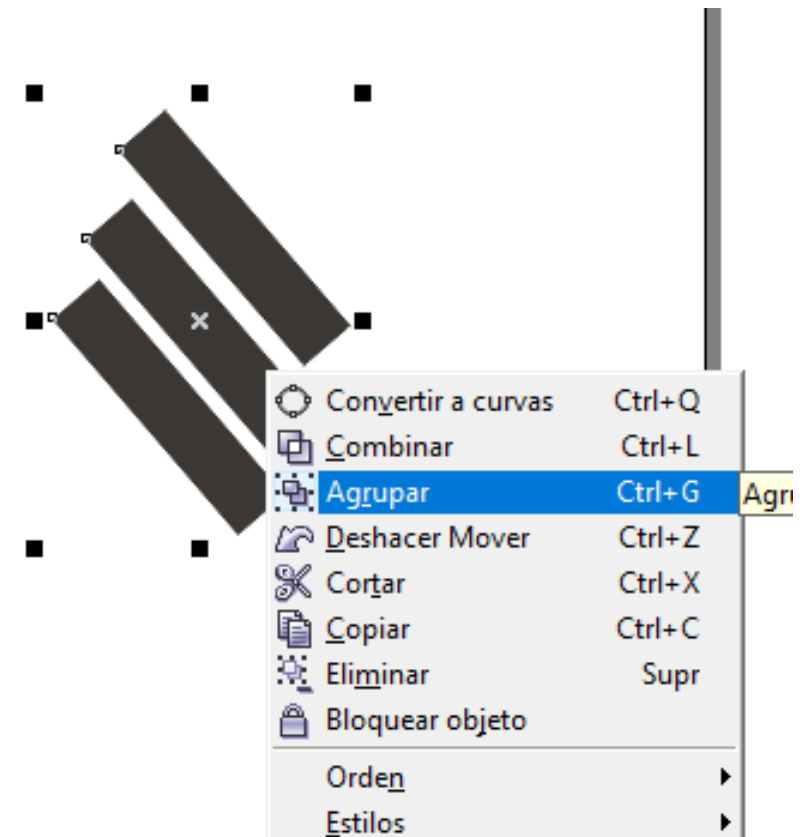 Convertir a curvas Ctrl+Q
Combinar Ctrl+L
Agrupar Ctrl+G
Deshacer Mover Ctrl+Z
Cortar Ctrl+X
Copiar Ctrl+C
Eliminar Supr
Bloquear objeto
Orden
Estilos